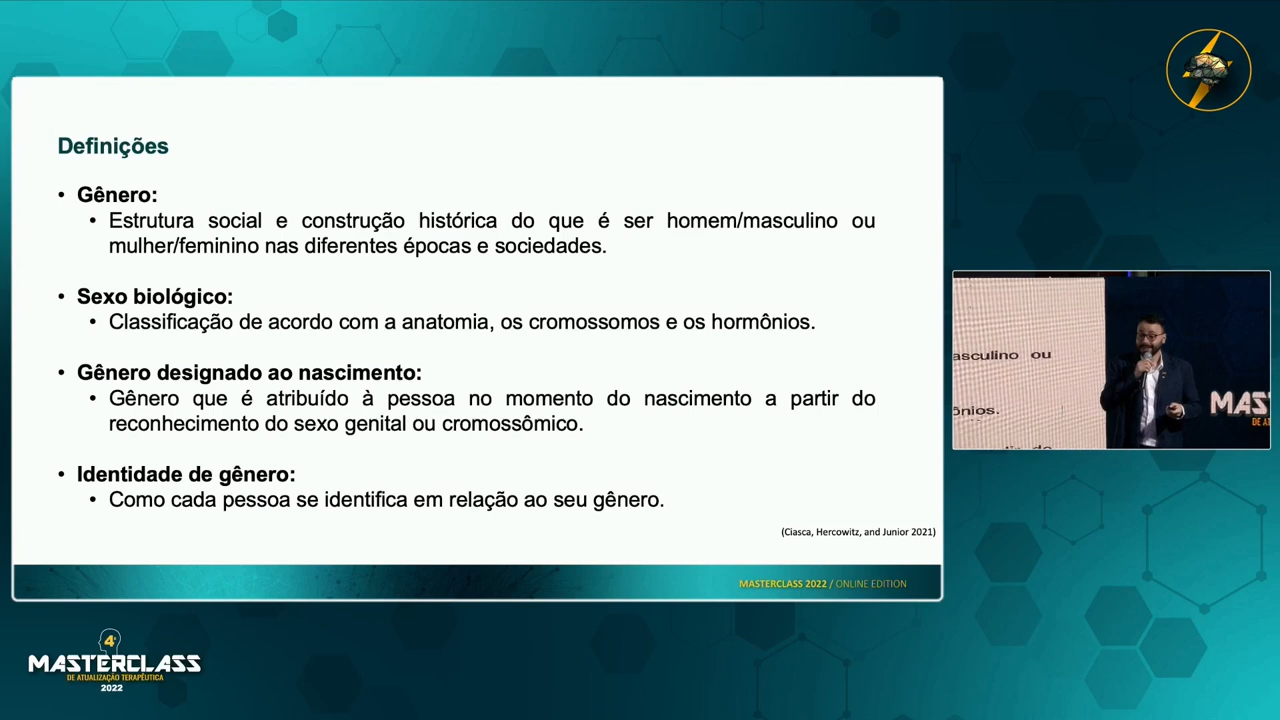 Definições
• Gênero:
• Estrutura social e construção histórica do que é ser homem/masculino ou
mulher/feminino nas diferentes épocas e sociedades.
• Sexo biológico:
• Classificação de acordo com a anatomia, os cromossomos e os hormônios.
• Gênero designado ao nascimento:
• Gênero que é atribuído à pessoa no momento do nascimento a partir do
reconhecimento do sexo genital ou cromossômico.
• Identidade de gênero:
• Como cada pessoa se identifica em relação ao seu gênero.
(Ciasca, Hercowitz, and Junior 2021)
MASTERCLASS 2022 / ONLINE EDITION
asculino ou
ônios.
MAS
DE AT
4ª
MASTERCLASS
DE ATUALIZAÇÃO TERAPÊUTICA
2022